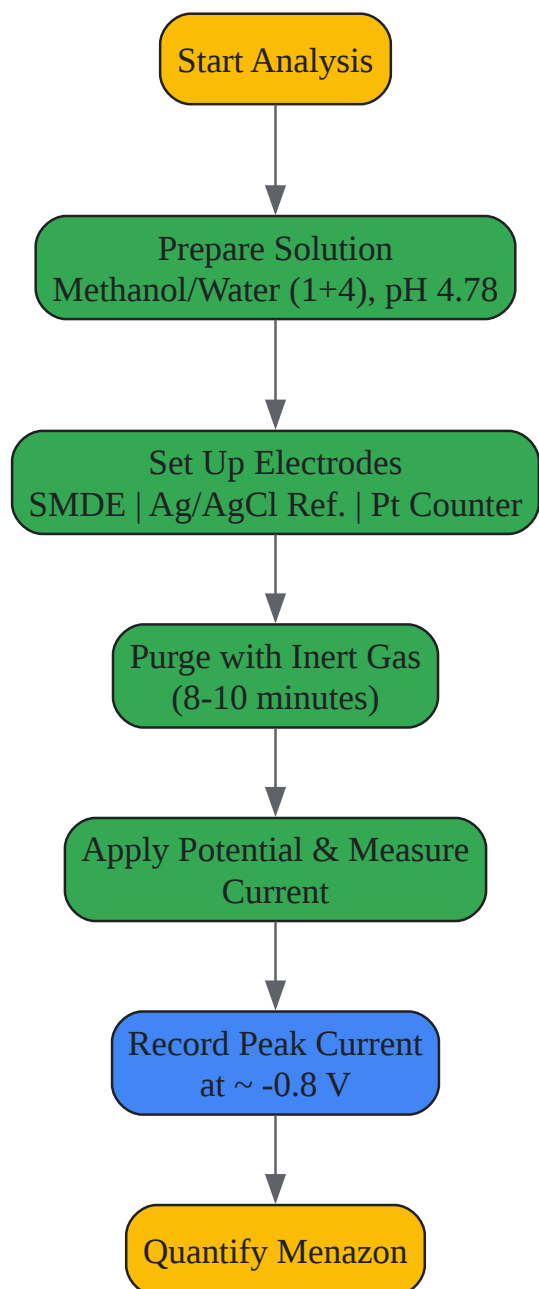 Start Analysis
Prepare Solution
Methanol/Water (1+4), pH 4.78
Set Up Electrodes
SMDE | Ag/AgCl Ref. | Pt Counter
Purge with Inert Gas
(8-10 minutes)
Apply Potential & Measure
Current
Record Peak Current
at ~ -0.8 V
Quantify Menazon